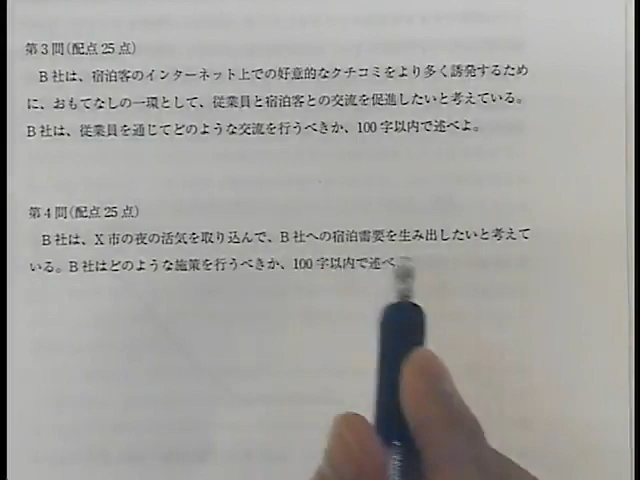 第3問(配点25点)
B社は、宿泊客のインターネット上での好意的なクチコミをより多く誘発するため
に、おもてなしの一環として、従業員と宿泊客との交流を促進したいと考えている。
B社は、従業員を通じてどのような交流を行うべきか、100字以内で述べよ。
第4問(配点25点)
B社は、X市の夜の活気を取り込んで、B社への宿泊需要を生み出したいと考えて
いる。B社はどのような施策を行うべきか、100字以内で述べ